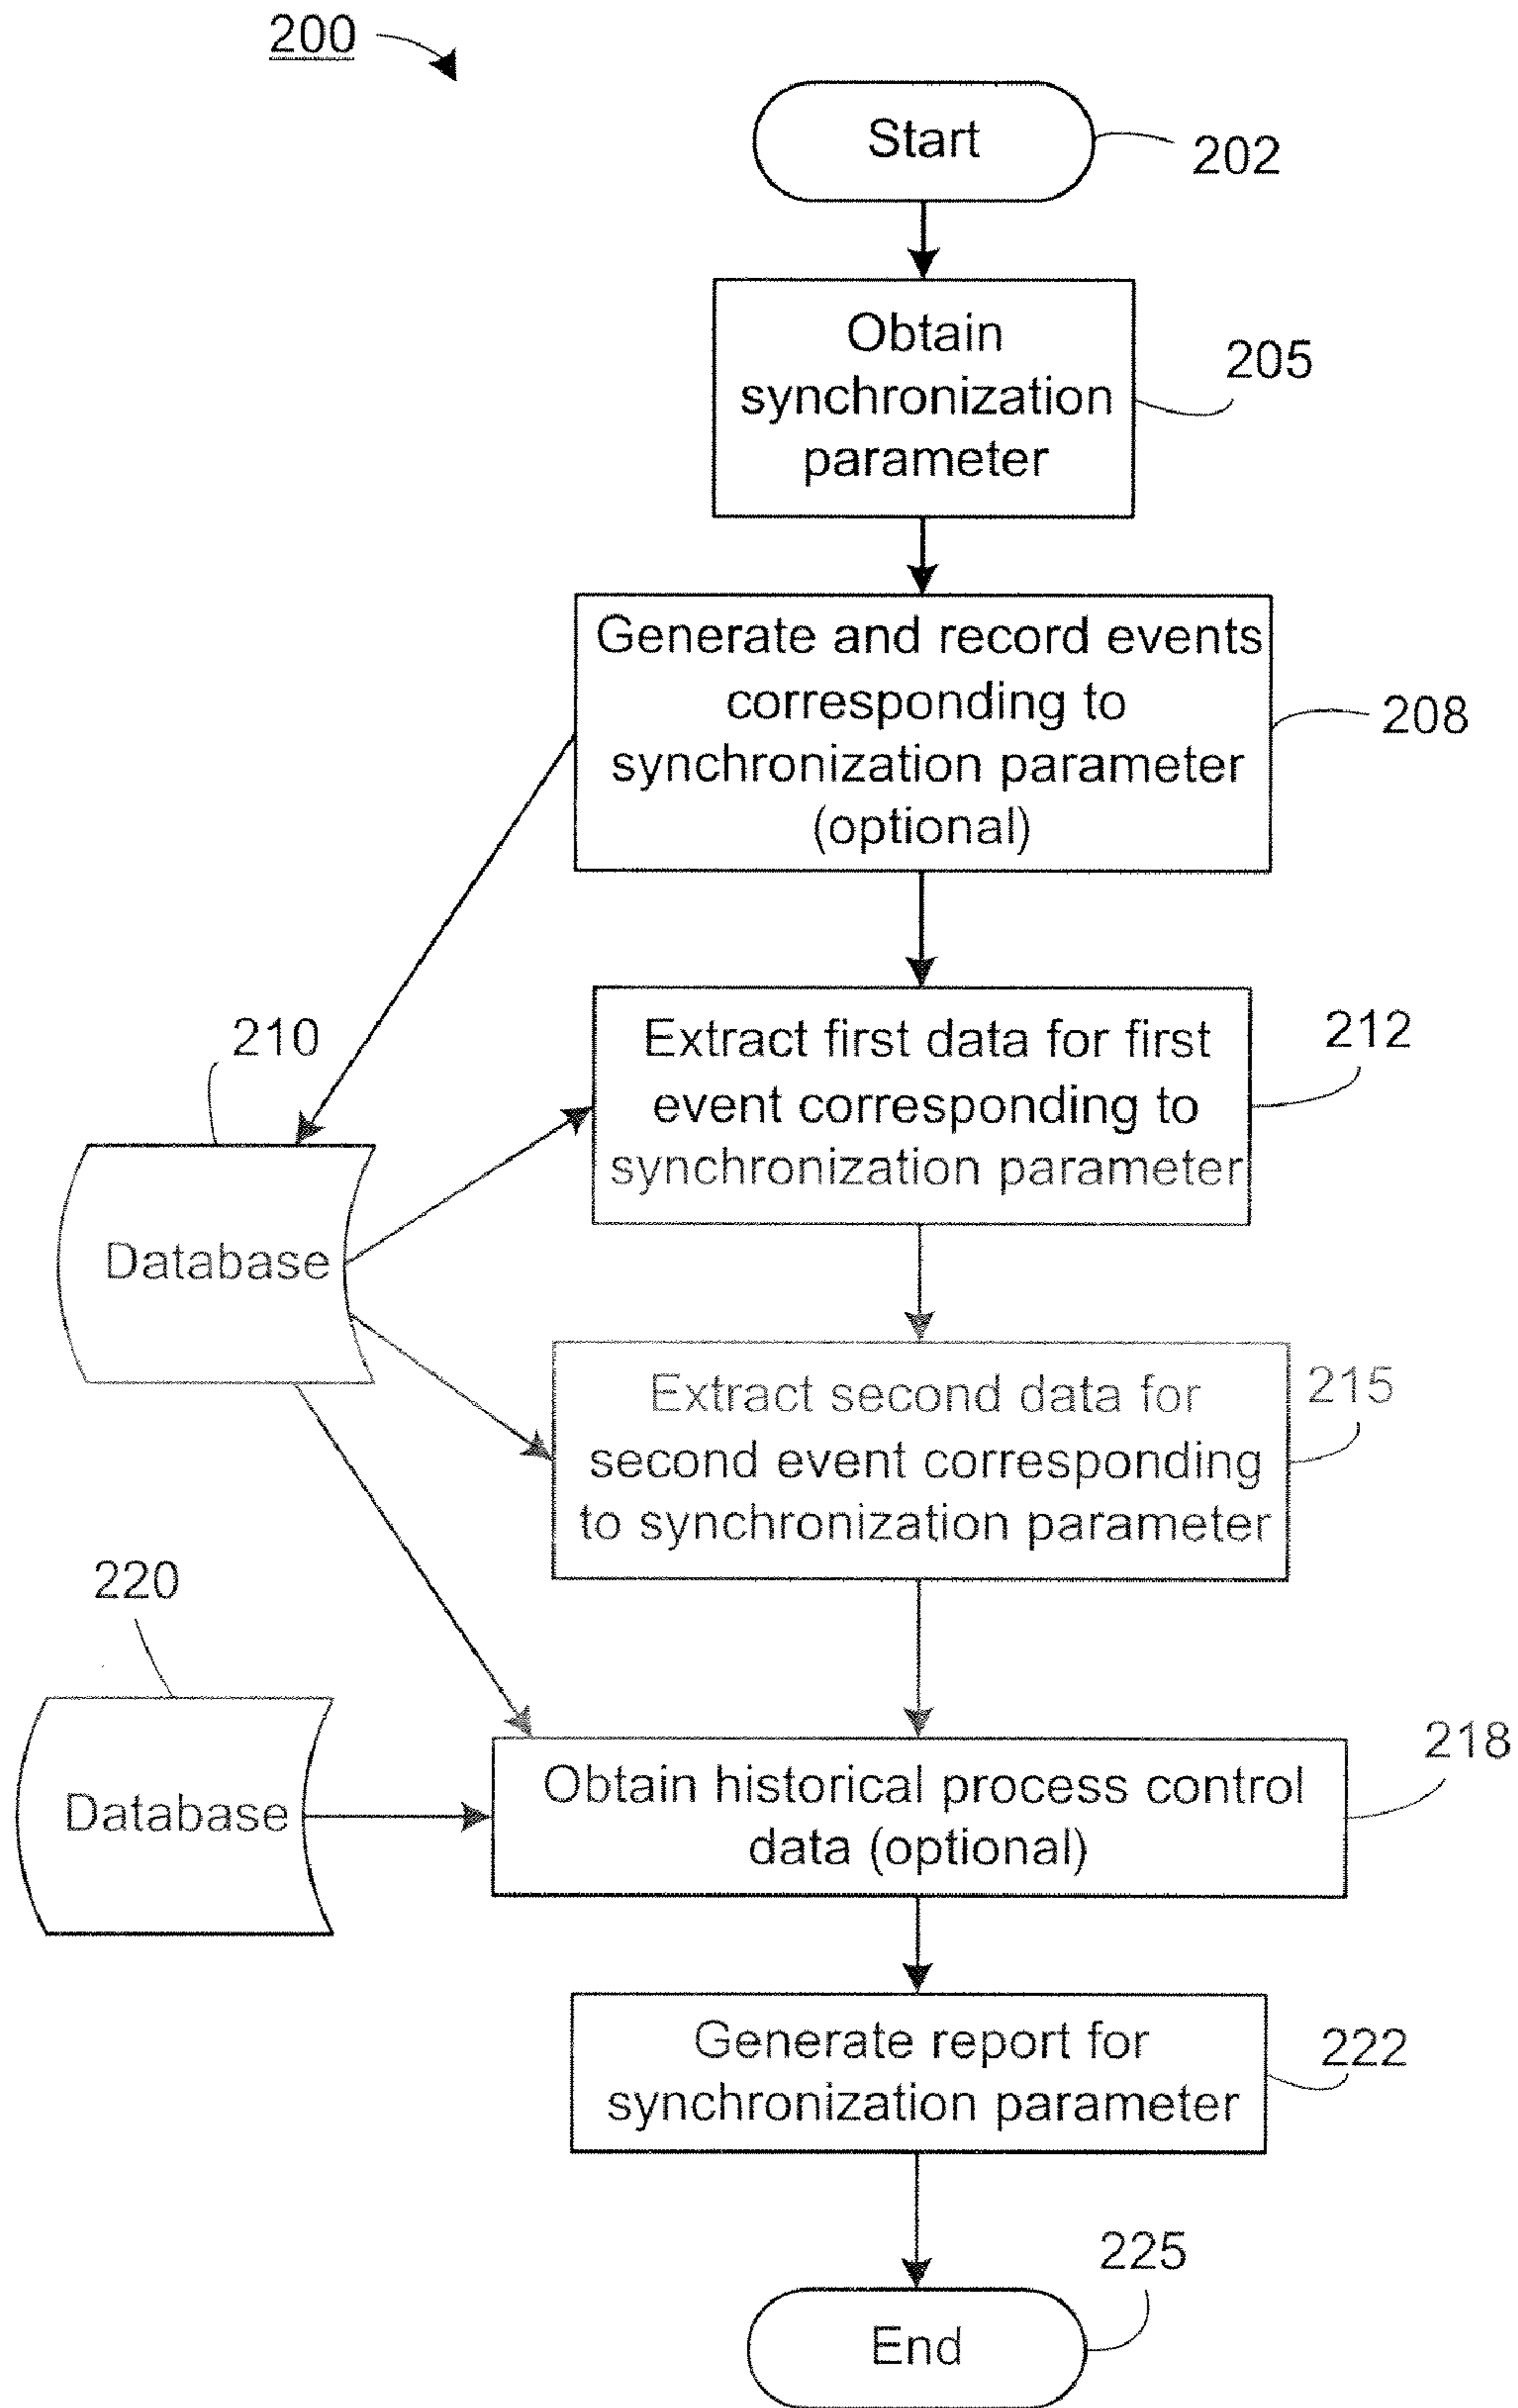 200
Start
202
Obtain
synchronization
parameter
205
Generate and record events
corresponding to
synchronization parameter
(optional)
208
210
Database
Extract first data for first
event corresponding to
synchronization parameter
212
Extract second data for
second event corresponding
to synchronization parameter
215
220
Database
Obtain historical process control
data (optional)
218
Generate report for
synchronization parameter
222
End
225